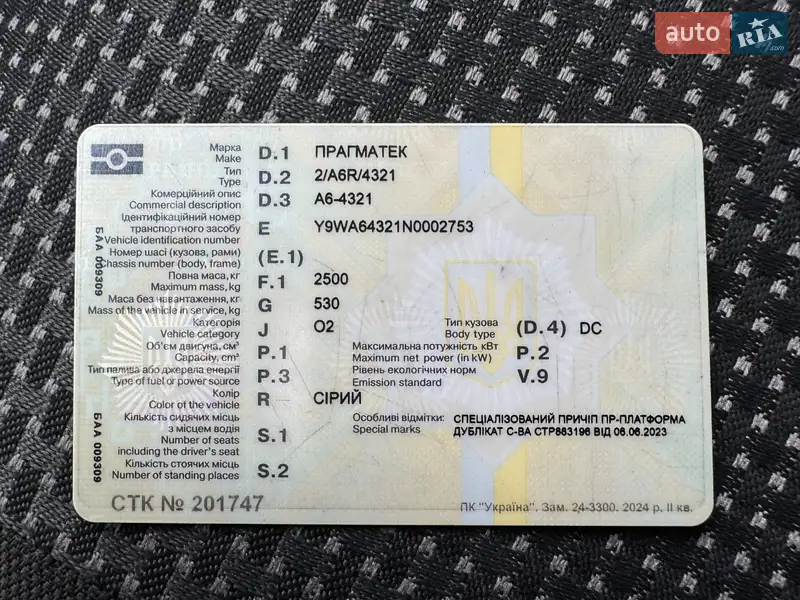 auto RIA .com
Марка
Make D.1 ПРАГМАТЕК
Тип
Type D.2 2/A6R/4321
Комерційний опис
Commercial description D.3 A6-4321
Ідентифікаційний номер
транспортного засобу
Vehicle identification number E Y9WA64321N0002753
Номер шасі (кузова, рами)
Chassis number (body, frame) (E.1)
Повна маса, кг
Maximum mass, kg F.1 2500
Маса без навантаження, кг
Mass of the vehicle in service, kg G 530
Категорія
Vehicle category J O2
Тип кузова
Body type (D.4) DC
Об'єм двигуна, см³
Capacity, cm³ P.1
Максимальна потужність кВт
Maximum net power (in kW) P.2
Тип палива або джерела енергії
Type of fuel or power source P.3
Рівень екологічних норм
Emission standard V.9
Колір
Color of the vehicle R СІРИЙ
Кількість сидячих місць
з місцем водія
Number of seats
including the driver's seat S.1
Особливі відмітки:
Special marks
СПЕЦІАЛІЗОВАНИЙ ПРИЧІП ПР-ПЛАТФОРМА
ДУБЛІКАТ С-ВА СТР883196 ВІД 06.06.2023
Кількість стоячих місць
Number of standing places S.2
БАА 009309
БАА 009309
СТК № 201747
ПК "Україна". Зам. 24-3300. 2024 р. II кв.